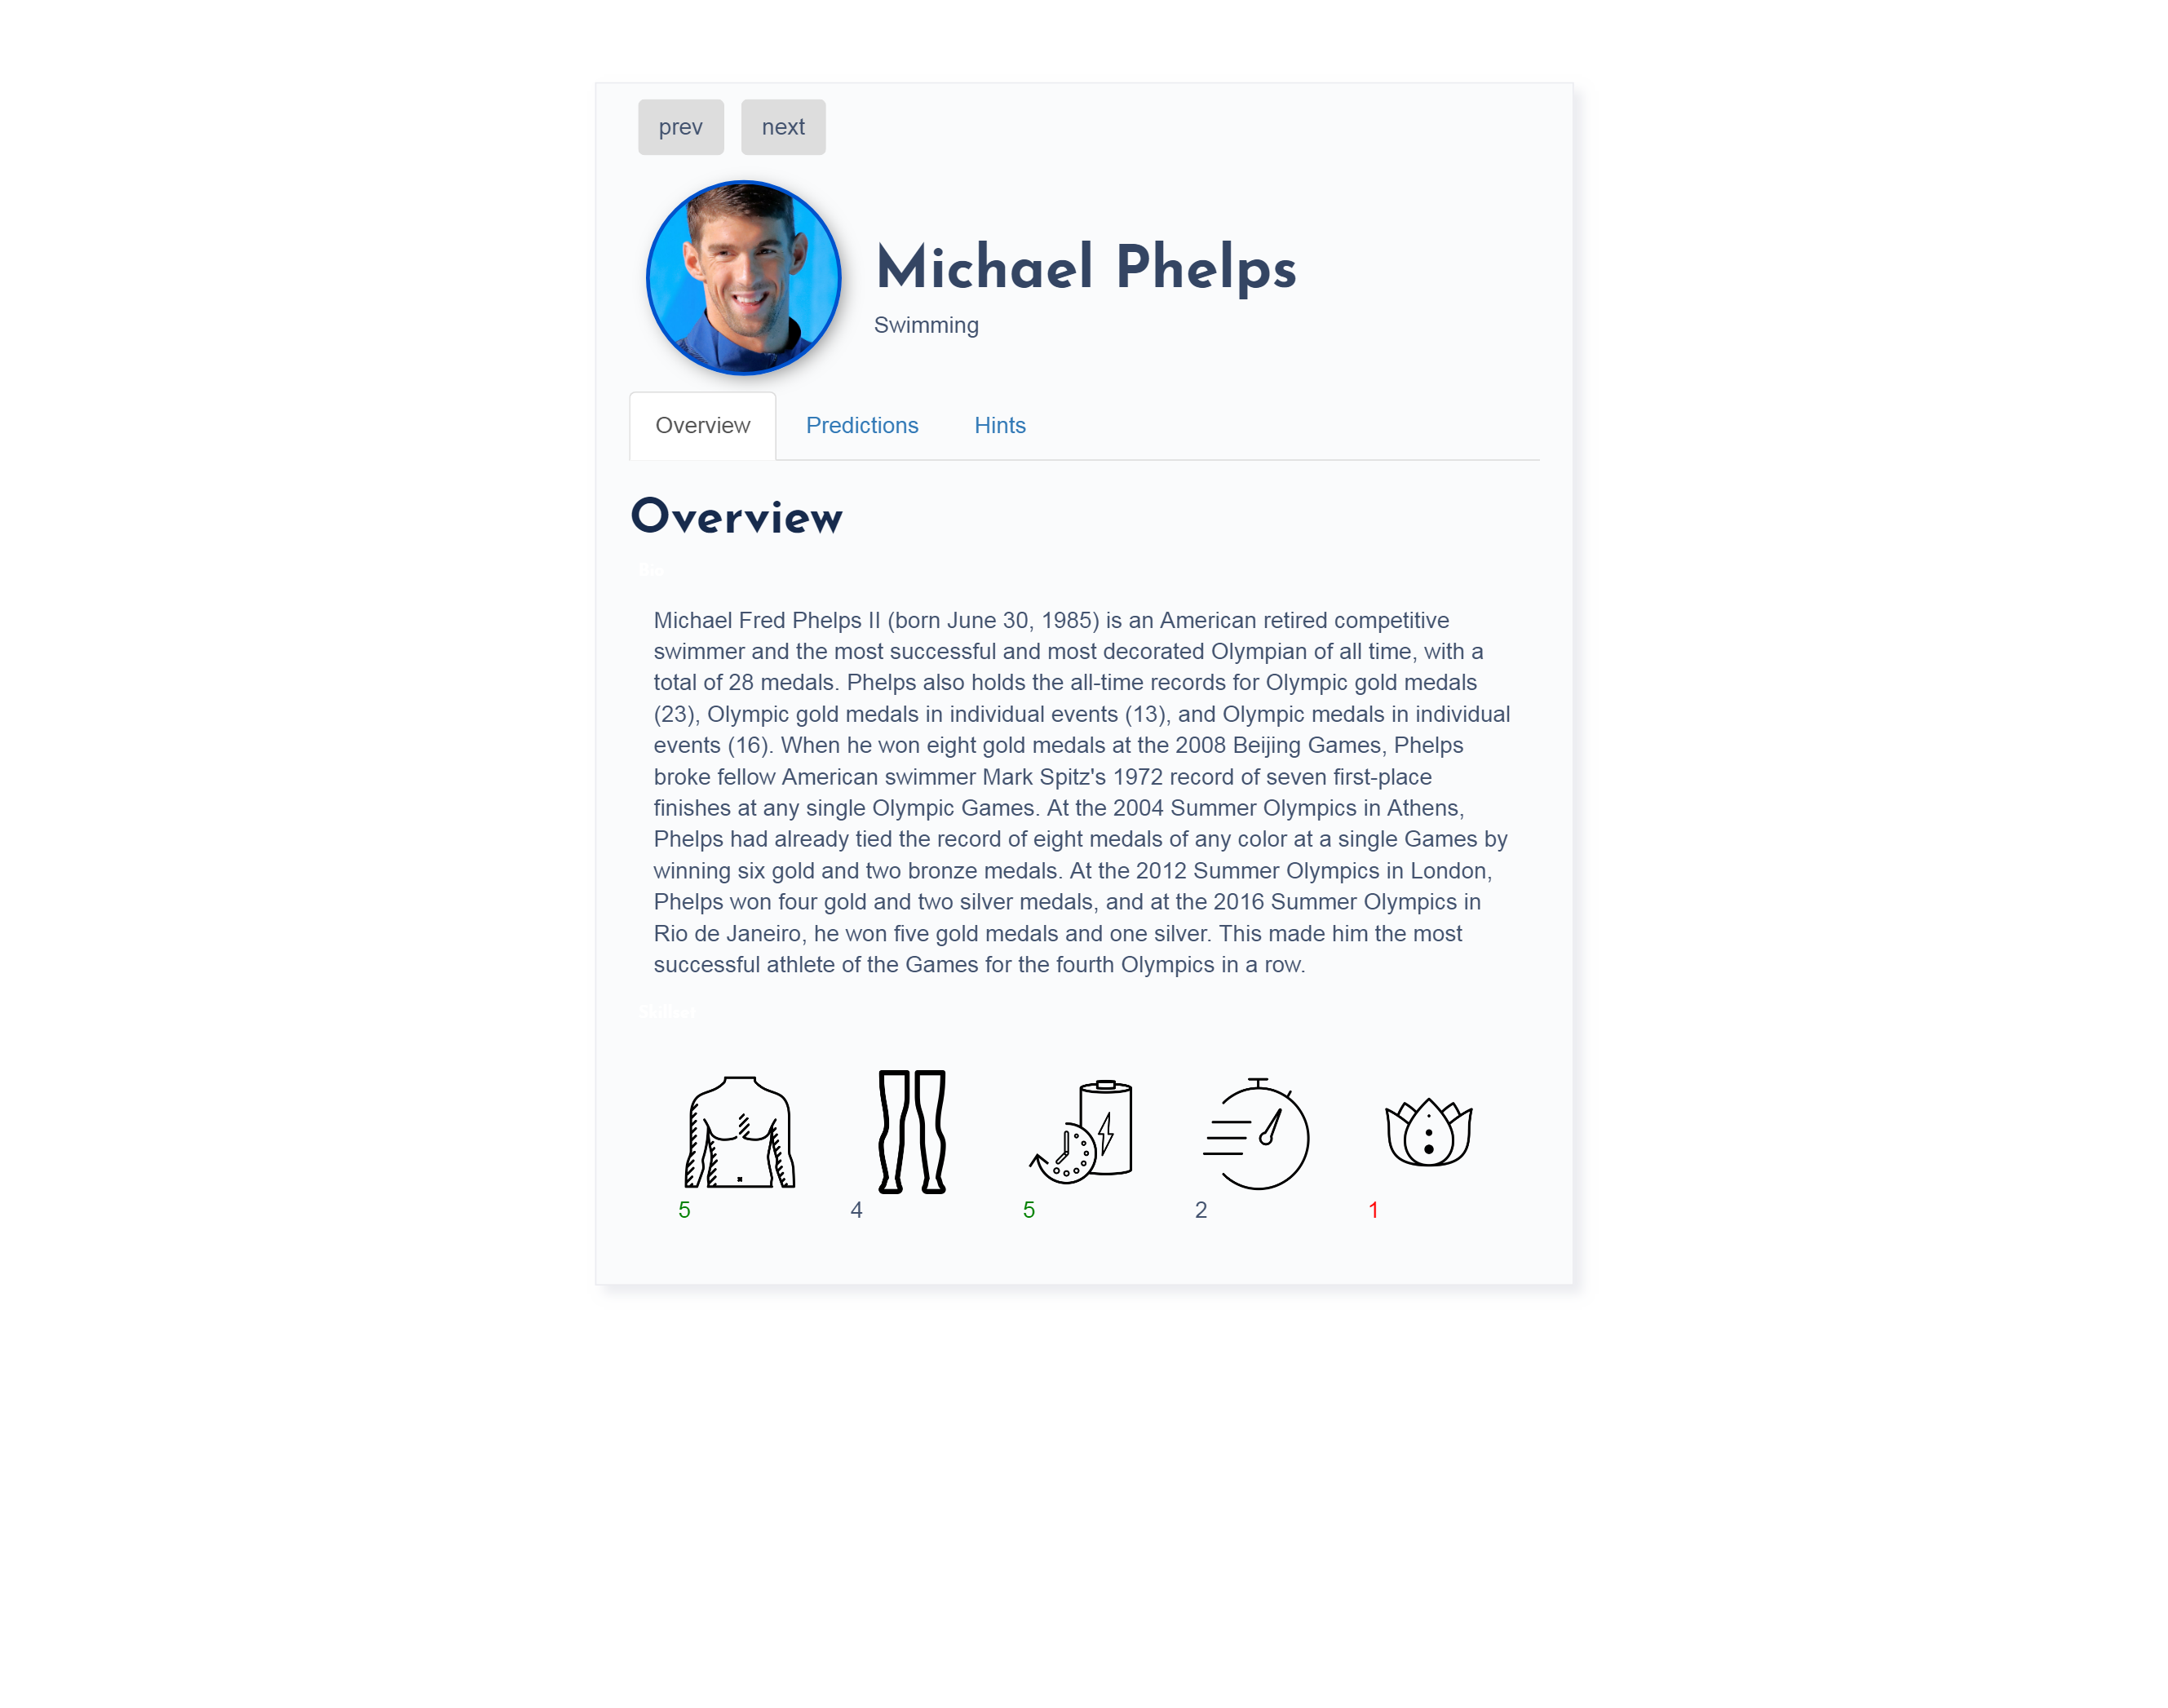 prev next
Michael Phelps
Swimming
Overview Predictions Hints
Overview
Bio
Michael Fred Phelps II (born June 30, 1985) is an American retired competitive
swimmer and the most successful and most decorated Olympian of all time, with a
total of 28 medals. Phelps also holds the all-time records for Olympic gold medals
(23), Olympic gold medals in individual events (13), and Olympic medals in individual
events (16). When he won eight gold medals at the 2008 Beijing Games, Phelps
broke fellow American swimmer Mark Spitz's 1972 record of seven first-place
finishes at any single Olympic Games. At the 2004 Summer Olympics in Athens,
Phelps had already tied the record of eight medals of any color at a single Games by
winning six gold and two bronze medals. At the 2012 Summer Olympics in London,
Phelps won four gold and two silver medals, and at the 2016 Summer Olympics in
Rio de Janeiro, he won five gold medals and one silver. This made him the most
successful athlete of the Games for the fourth Olympics in a row.
Skillset
5 4 5 2 1